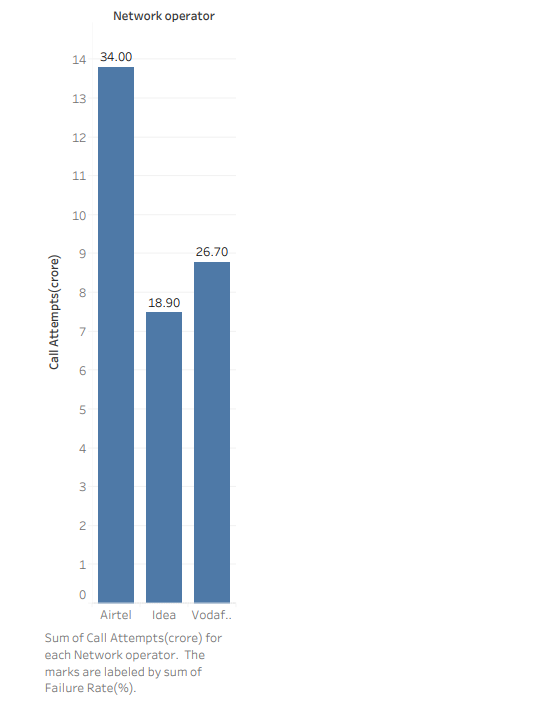 Network operator
Call Attempts(crore)
14
13
12
11
10
9
8
7
6
5
4
3
2
1
0
34.00
18.90
26.70
Airtel Idea Vodaf..
Sum of Call Attempts(crore) for
each Network operator. The
marks are labeled by sum of
Failure Rate(%).